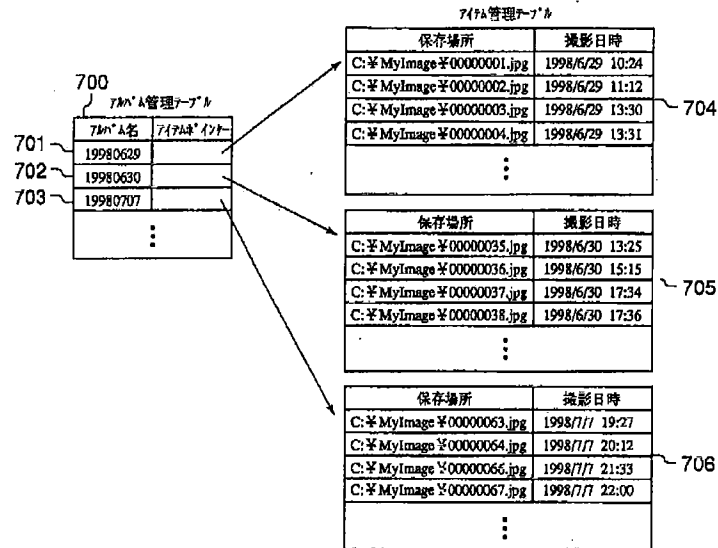 ｱｲﾃﾑ管理ﾃｰﾌﾞﾙ
保存場所 撮影日時
C:¥MyImage¥00000001.jpg 1998/6/29 10:24
C:¥MyImage¥00000002.jpg 1998/6/29 11:12
C:¥MyImage¥00000003.jpg 1998/6/29 13:30
C:¥MyImage¥00000004.jpg 1998/6/29 13:31
704
700
ｱﾙﾊﾞﾑ管理ﾃｰﾌﾞﾙ
ｱﾙﾊﾞﾑ名 ｱｲﾃﾑﾎﾟｲﾝﾀｰ
701 19980629
702 19980630
703 19980707
保存場所 撮影日時
C:¥MyImage¥00000035.jpg 1998/6/30 13:25
C:¥MyImage¥00000036.jpg 1998/6/30 15:15
C:¥MyImage¥00000037.jpg 1998/6/30 17:34
C:¥MyImage¥00000038.jpg 1998/6/30 17:36
705
保存場所 撮影日時
C:¥MyImage¥00000063.jpg 1998/7/7 19:27
C:¥MyImage¥00000064.jpg 1998/7/7 20:12
C:¥MyImage¥00000066.jpg 1998/7/7 21:33
C:¥MyImage¥00000067.jpg 1998/7/7 22:00
706